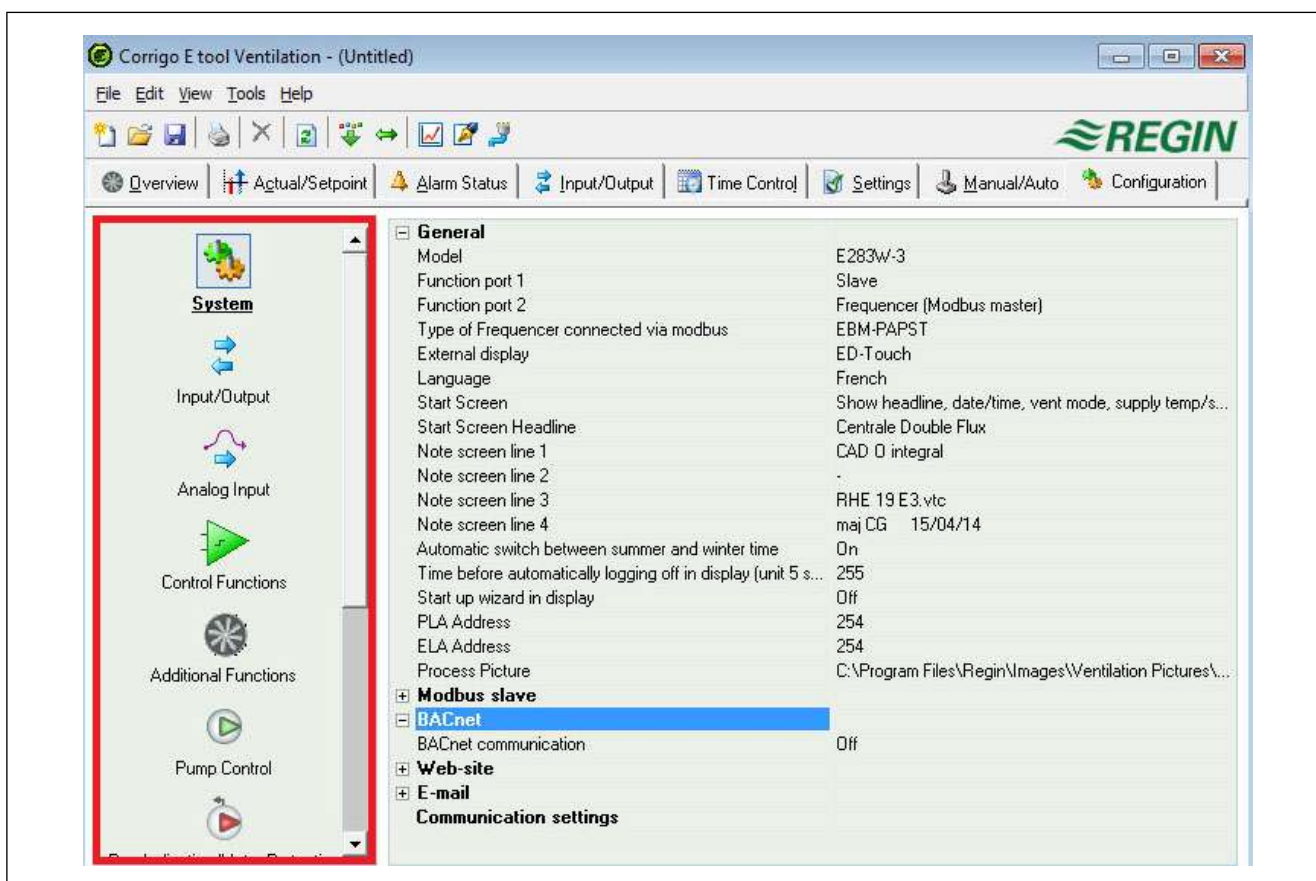 Corrigo E tool Ventilation - (Untitled)
File Edit View Tools Help
REGIN
Overview Actual/Setpoint Alarm Status Input/Output Time Control Settings Manual/Auto Configuration
System
Input/Output
Analog Input
Control Functions
Additional Functions
Pump Control
General
Model E283W-3
Function port 1 Slave
Function port 2 Frequencer (Modbus master)
Type of Frequencer connected via modbus EBM-PAPST
External display ED-Touch
Language French
Start Screen Show headline, date/time, vent mode, supply temp/s...
Start Screen Headline Centrale Double Flux
Note screen line 1 CAD O integral
Note screen line 2 -
Note screen line 3 RHE 19 E3.vtc
Note screen line 4 maj CG 15/04/14
Automatic switch between summer and winter time On
Time before automatically logging off in display (unit 5 s... 255
Start up wizard in display Off
PLA Address 254
ELA Address 254
Process Picture C:\Program Files\Regin\Images\Ventilation Pictures\...
Modbus slave
BACnet
BACnet communication Off
Web-site
E-mail
Communication settings